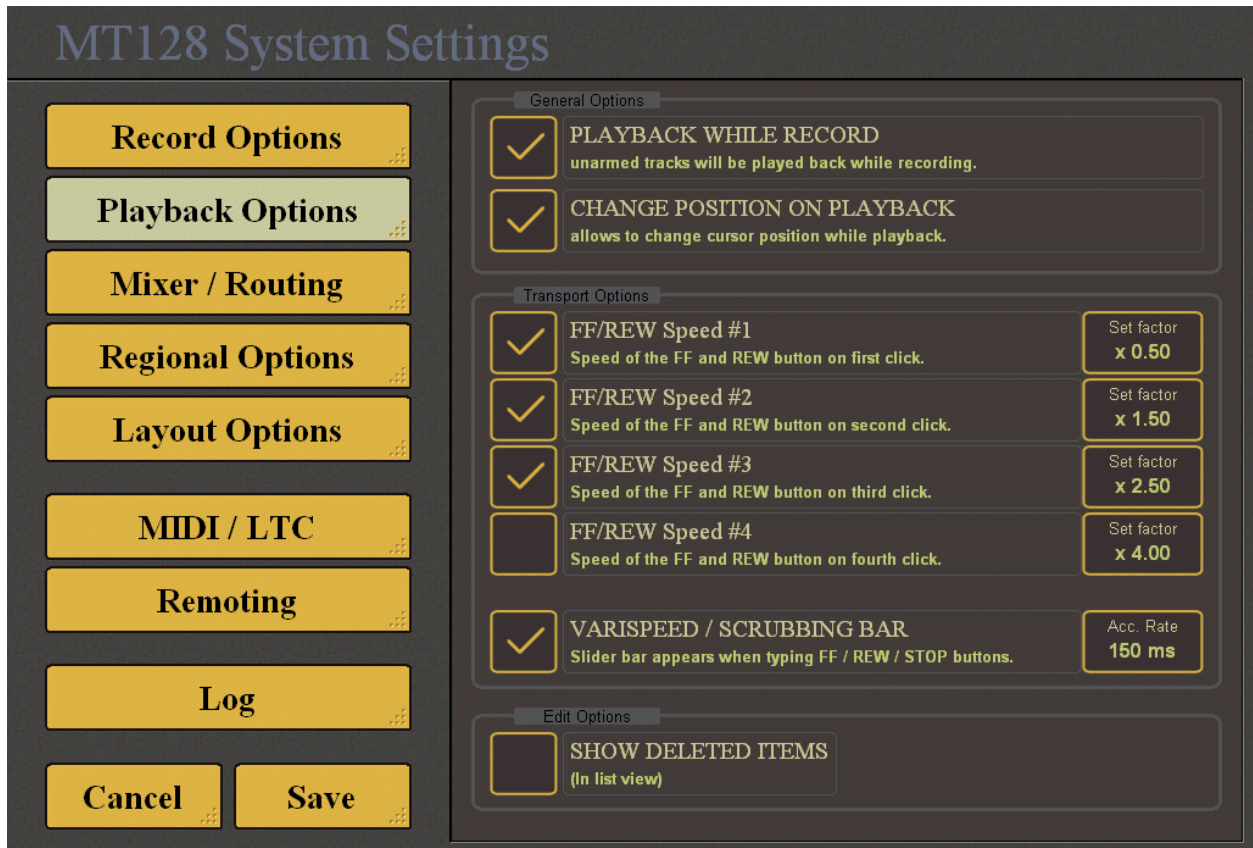 MT128 System Settings
Record Options
Playback Options
Mixer / Routing
Regional Options
Layout Options
MIDI / LTC
Remoting
Log
Cancel
Save
General Options
PLAYBACK WHILE RECORD
unarmed tracks will be played back while recording.
CHANGE POSITION ON PLAYBACK
allows to change cursor position while playback.
Transport Options
FF/REW Speed #1
Speed of the FF and REW button on first click.
Set factor
x 0.50
FF/REW Speed #2
Speed of the FF and REW button on second click.
Set factor
x 1.50
FF/REW Speed #3
Speed of the FF and REW button on third click.
Set factor
x 2.50
FF/REW Speed #4
Speed of the FF and REW button on fourth click.
Set factor
x 4.00
VARISPEED / SCRUBBING BAR
Slider bar appears when typing FF / REW / STOP buttons.
Acc. Rate
150 ms
Edit Options
SHOW DELETED ITEMS
(In list view)